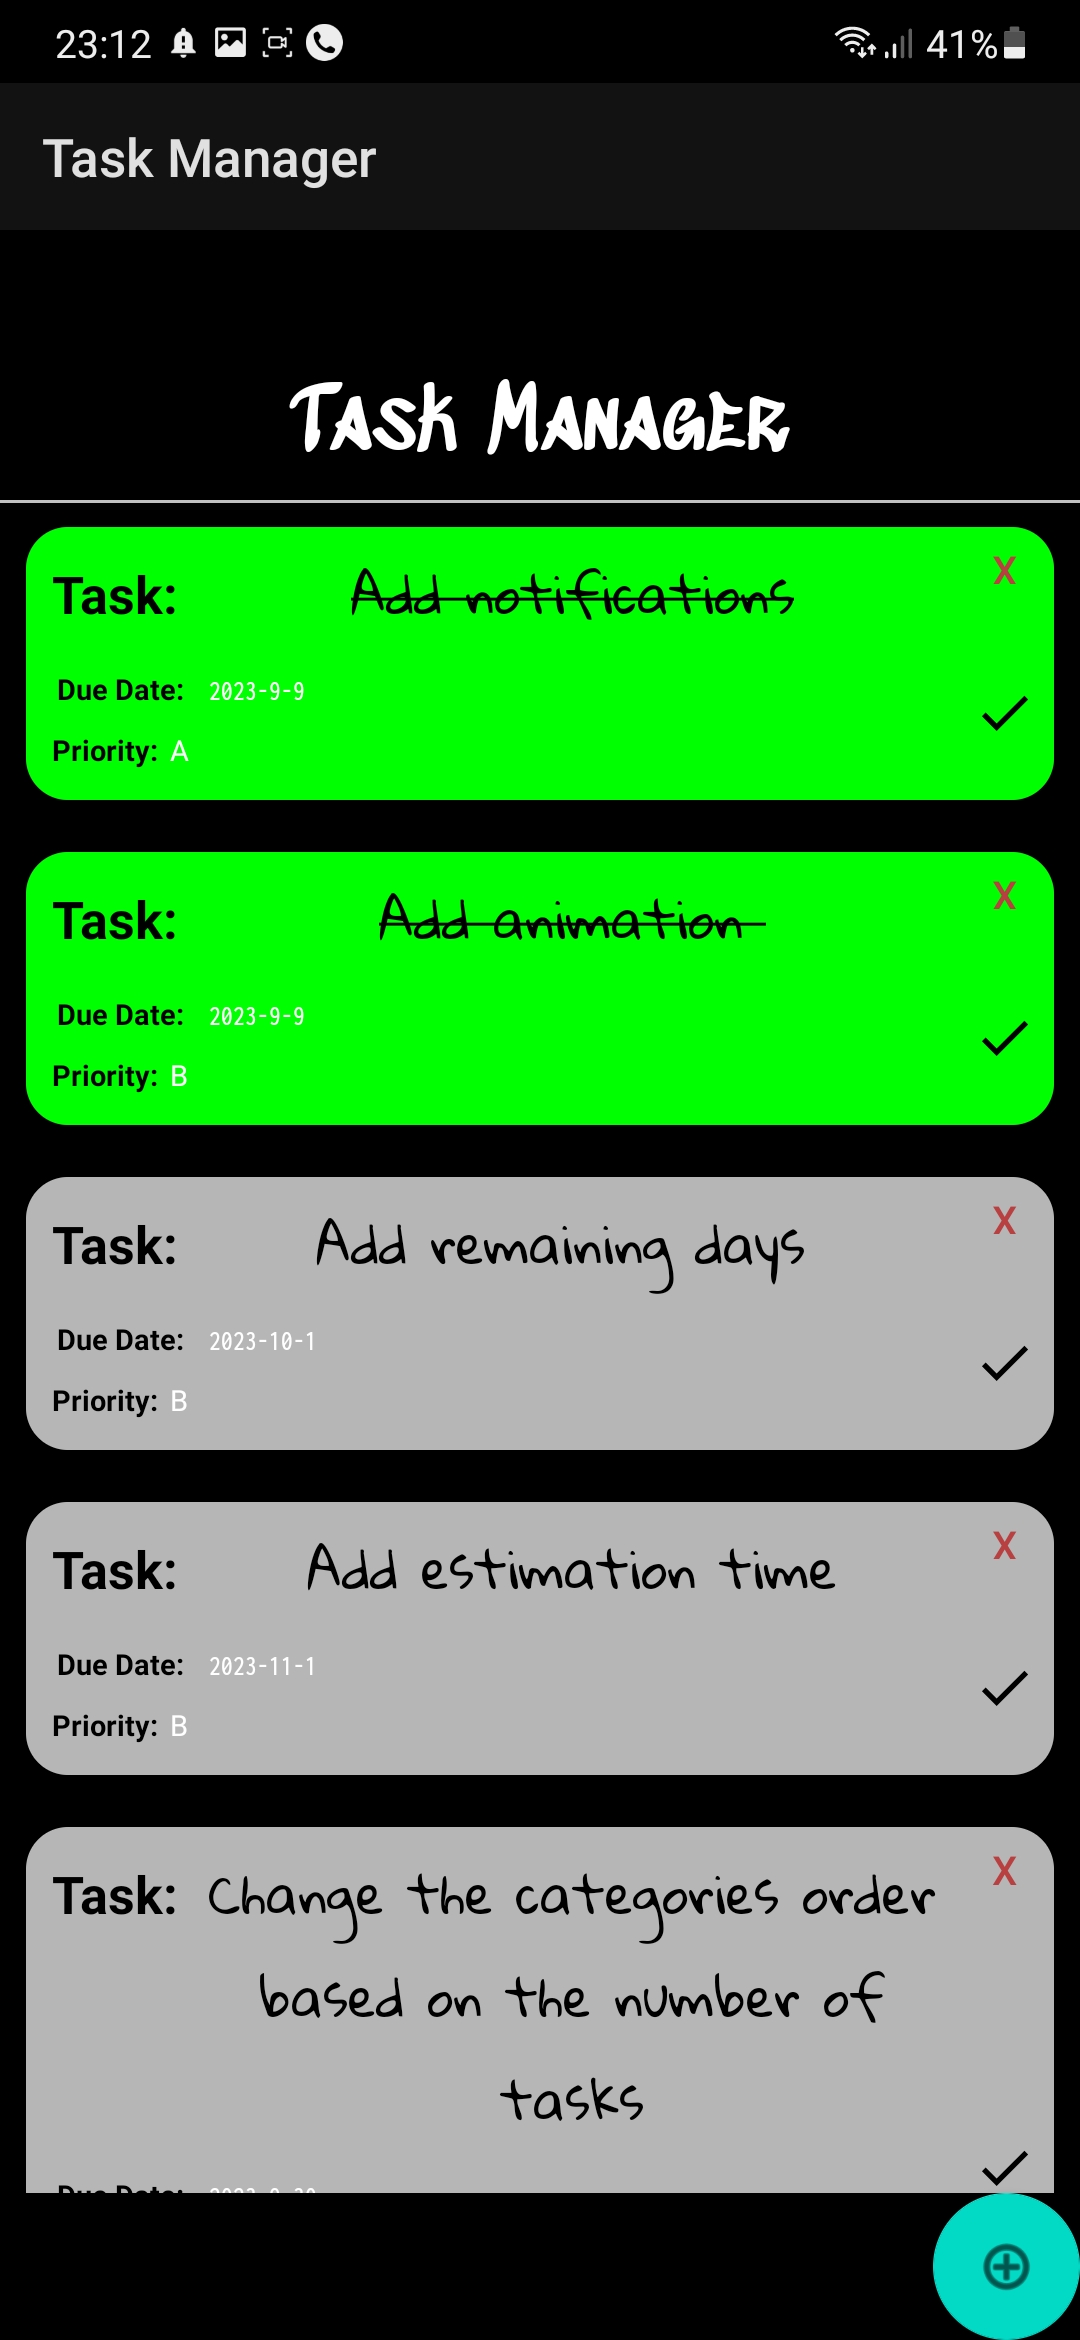 23:12 41%
Task Manager
Task Manager
Task: Add notifications X
Due Date: 2023-9-9
Priority: A
Task: Add animation X
Due Date: 2023-9-9
Priority: B
Task: Add remaining days X
Due Date: 2023-10-1
Priority: B
Task: Add estimation time X
Due Date: 2023-11-1
Priority: B
Task: Change the categories order X
based on the number of
tasks
Due Date: